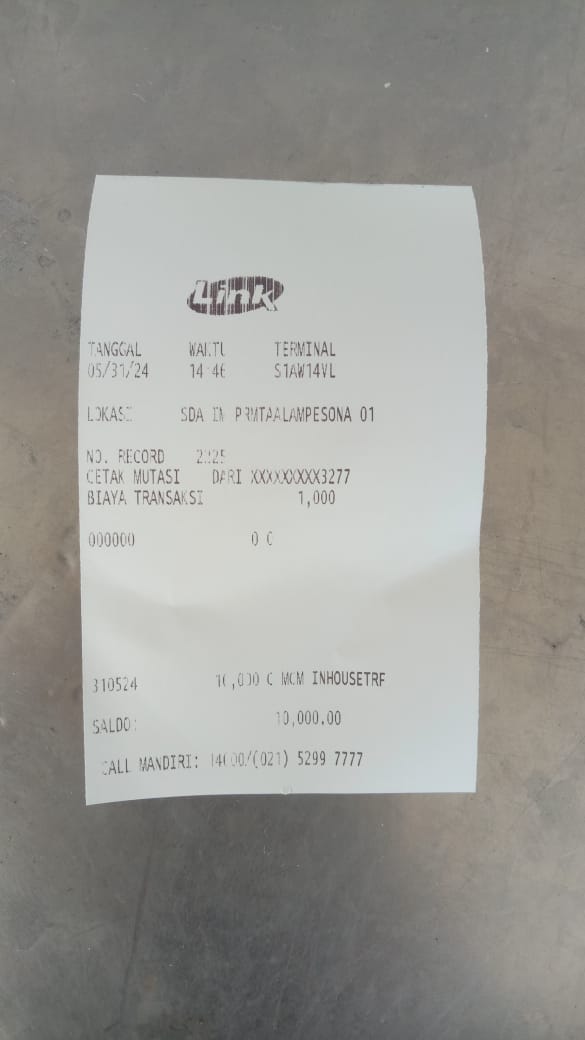 Link
TANGGAL WAKTU TERMINAL
05/31/24 14:46 S1AW14VL
LOKASI SDA IM PRMTAALAMPESONA 01
NO. RECORD
CETAK MUTASI DARI XXXXXXXXX3277
BIAYA TRANSAKSI 1,000
000000 0 C
310524 10,000 C MCM INHOUSETRF
SALDO: 10,000.00
CALL MANDIRI: 14000/(021) 5299 7777